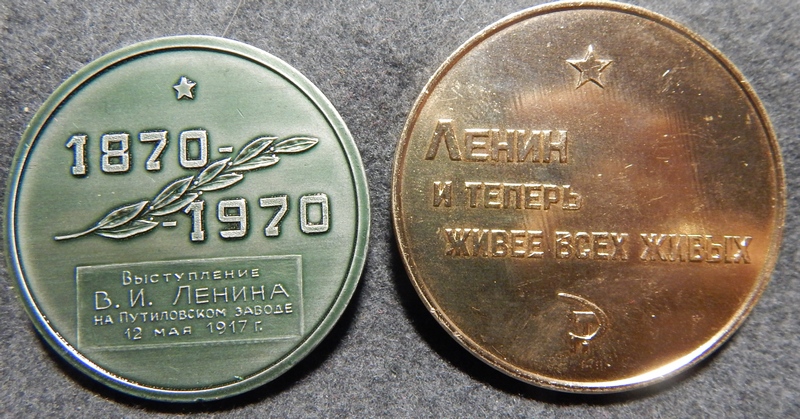 1870-
-1970
Выступление
В. И. Ленина
на Путиловском заводе
12 мая 1917 г.
Ленин
и теперь
живее всех живых